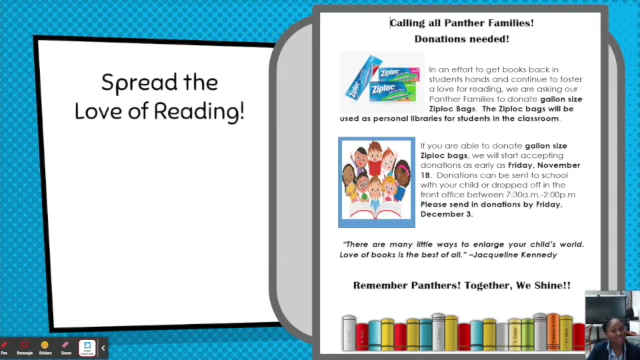 Spread the
Love of Reading!
Calling all Panther Families!
Donations needed!
Ziploc
Ziploc
In an effort to get books back in
students hands and continue to foster
a love for reading, we are asking our
Panther Families to donate gallon size
Ziploc Bags. The Ziploc bags will be
used as personal libraries for students in the classroom.
If you are able to donate gallon size
Ziploc bags, we will start accepting
donations as early as Friday, November
18. Donations can be sent to school
with your child or dropped off in the
front office between 7:30a.m.-2:00p.m
Please send in donations by Friday,
December 3.
"There are many little ways to enlarge your child's world.
Love of books is the best of all." –Jacqueline Kennedy
Remember Panthers! Together, We Shine!!
Pen
Rectangle
Stickers
Eraser